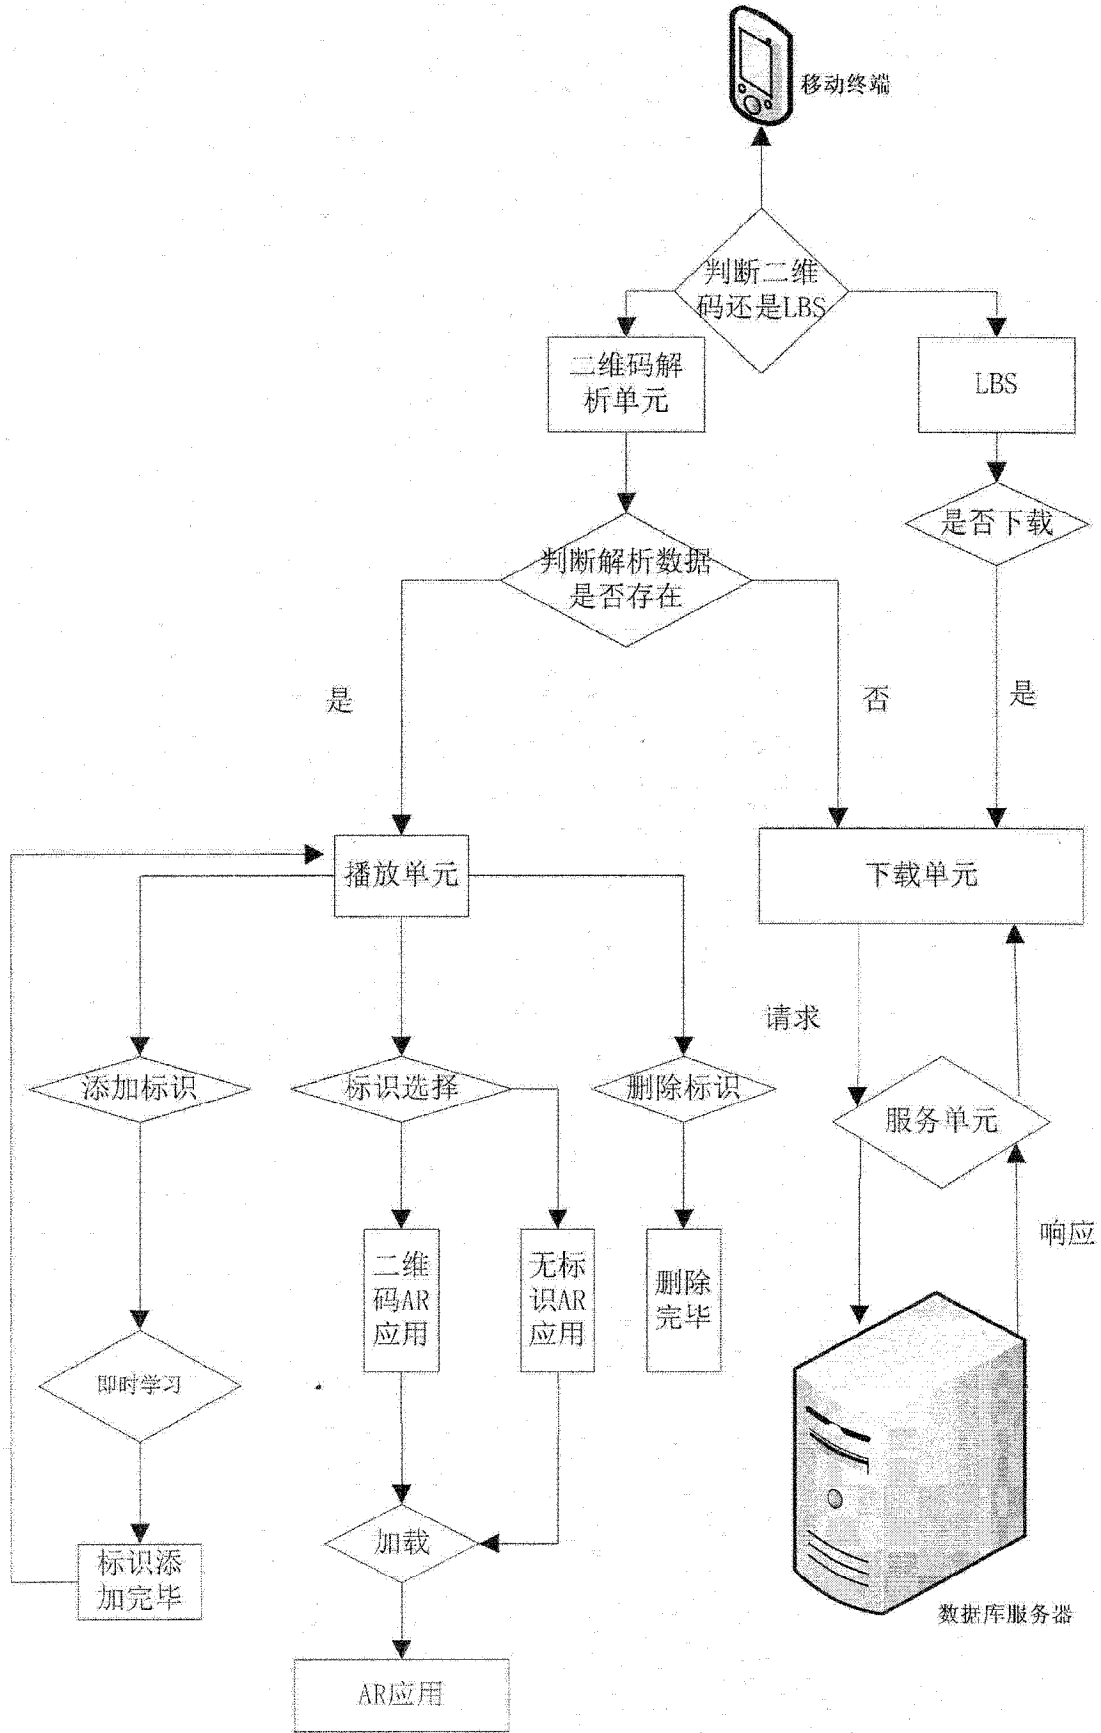 移动终端
判断二维
码还是LBS
二维码解
析单元
LBS
是否下载
判断解析数据
是否存在
是
否
是
播放单元
下载单元
请求
添加标识
标识选择
删除标识
服务单元
响应
二维
码AR
应用
无标
识AR
应用
删除
完毕
即时学习
加载
标识添
加完毕
数据库服务器
AR应用